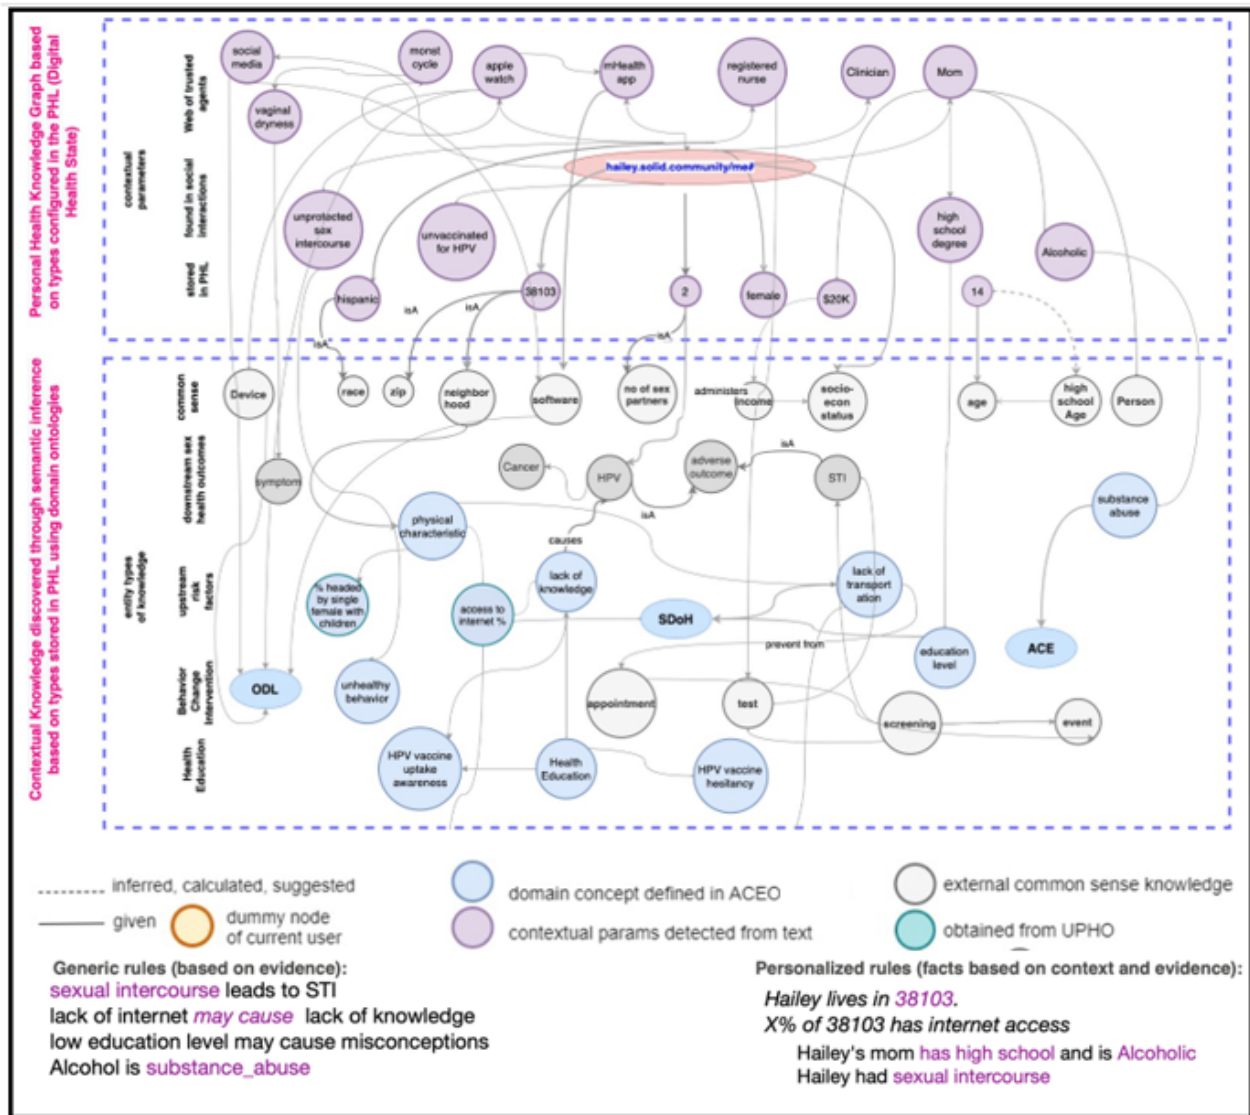 Personal Health Knowledge Graph based
on types configured in the PHL (Digital
Health State)
contextual
parameters
Web of trusted
agents
found in social
interactions
stored
in PHL
social
media
monst
cycle
apple
watch
mHealth
app
registered
nurse
Clinician
Mom
vaginal
dryness
hailey.solid.community/me#
unprotected
sax
intercourse
unvaccinated
for HPV
high
school
degree
Alcoholic
hispanic
38103
2
female
$20K
14
isA
isA
isA
isA
Contextual Knowledge discovered through semantic inference
based on types stored in PHL using domain ontologies
entity types
of knowledge
common
sense
downstream sex
health outcomes
upstream
risk
factors
Behavior
Change
Intervention
Health
Education
Device
race
zip
neighbor
hood
software
no of sex
partners
administers
Income
socio-
econ
status
age
high
school
Age
Person
symptom
Cancer
HPV
adverse
outcome
isA
STI
isA
substance
abuse
physical
characteristic
causes
lack of
knowledge
lack of
transport
ation
% headed
by single
female with
children
access to
internet %
SDoH
prevent from
education
level
ACE
ODL
unhealthy
behavior
appointment
test
screening
event
HPV vaccine
uptake
awareness
Health
Education
HPV vaccine
hesitancy
inferred, calculated, suggested
given
dummy node
of current user
domain concept defined in ACEO
contextual params detected from text
external common sense knowledge
obtained from UPHO
Generic rules (based on evidence):
sexual intercourse leads to STI
lack of internet may cause lack of knowledge
low education level may cause misconceptions
Alcohol is substance_abuse
Personalized rules (facts based on context and evidence):
Hailey lives in 38103.
X% of 38103 has internet access
Hailey's mom has high school and is Alcoholic
Hailey had sexual intercourse